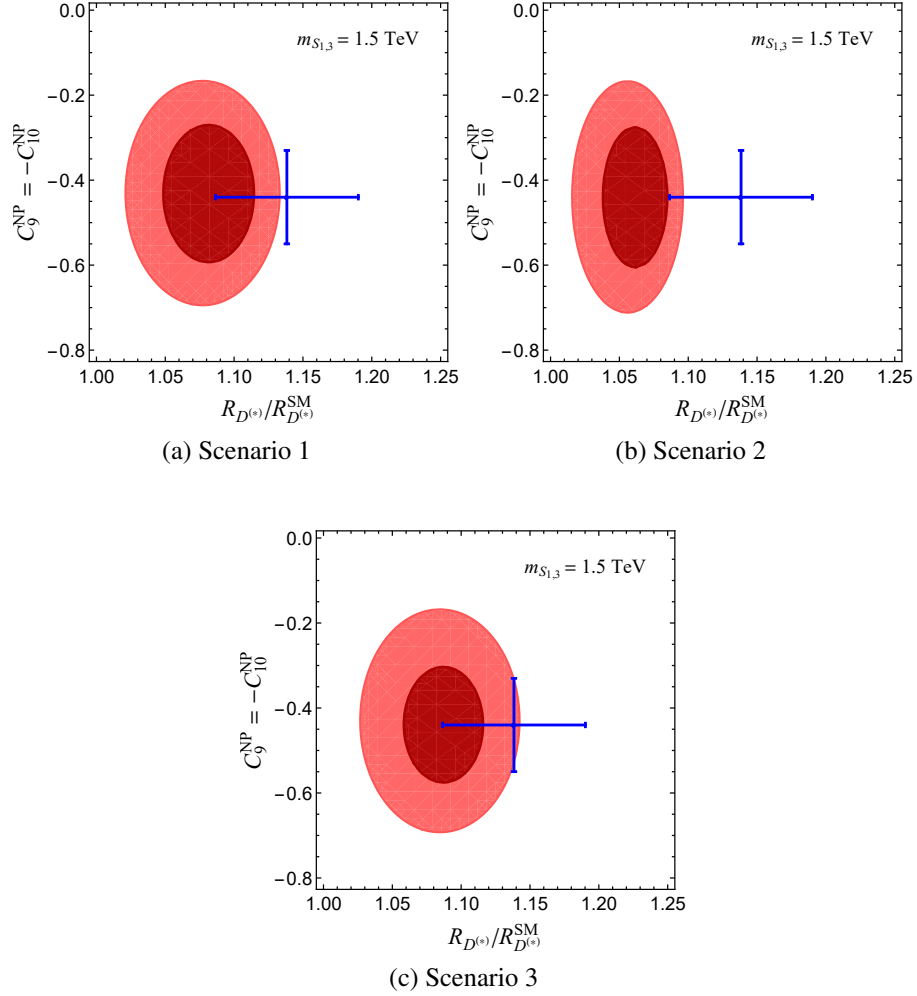 m_{S_{1,3}} = 1.5 TeV
C_9^{NP} = −C_{10}^{NP}
0.0
−0.2
−0.4
−0.6
−0.8
1.00 1.05 1.10 1.15 1.20 1.25
R_{D^{(*)}}/R_{D^{(*)}}^{SM}
(a) Scenario 1
m_{S_{1,3}} = 1.5 TeV
C_9^{NP} = −C_{10}^{NP}
0.0
−0.2
−0.4
−0.6
−0.8
1.00 1.05 1.10 1.15 1.20 1.25
R_{D^{(*)}}/R_{D^{(*)}}^{SM}
(b) Scenario 2
m_{S_{1,3}} = 1.5 TeV
C_9^{NP} = −C_{10}^{NP}
0.0
−0.2
−0.4
−0.6
−0.8
1.00 1.05 1.10 1.15 1.20 1.25
R_{D^{(*)}}/R_{D^{(*)}}^{SM}
(c) Scenario 3